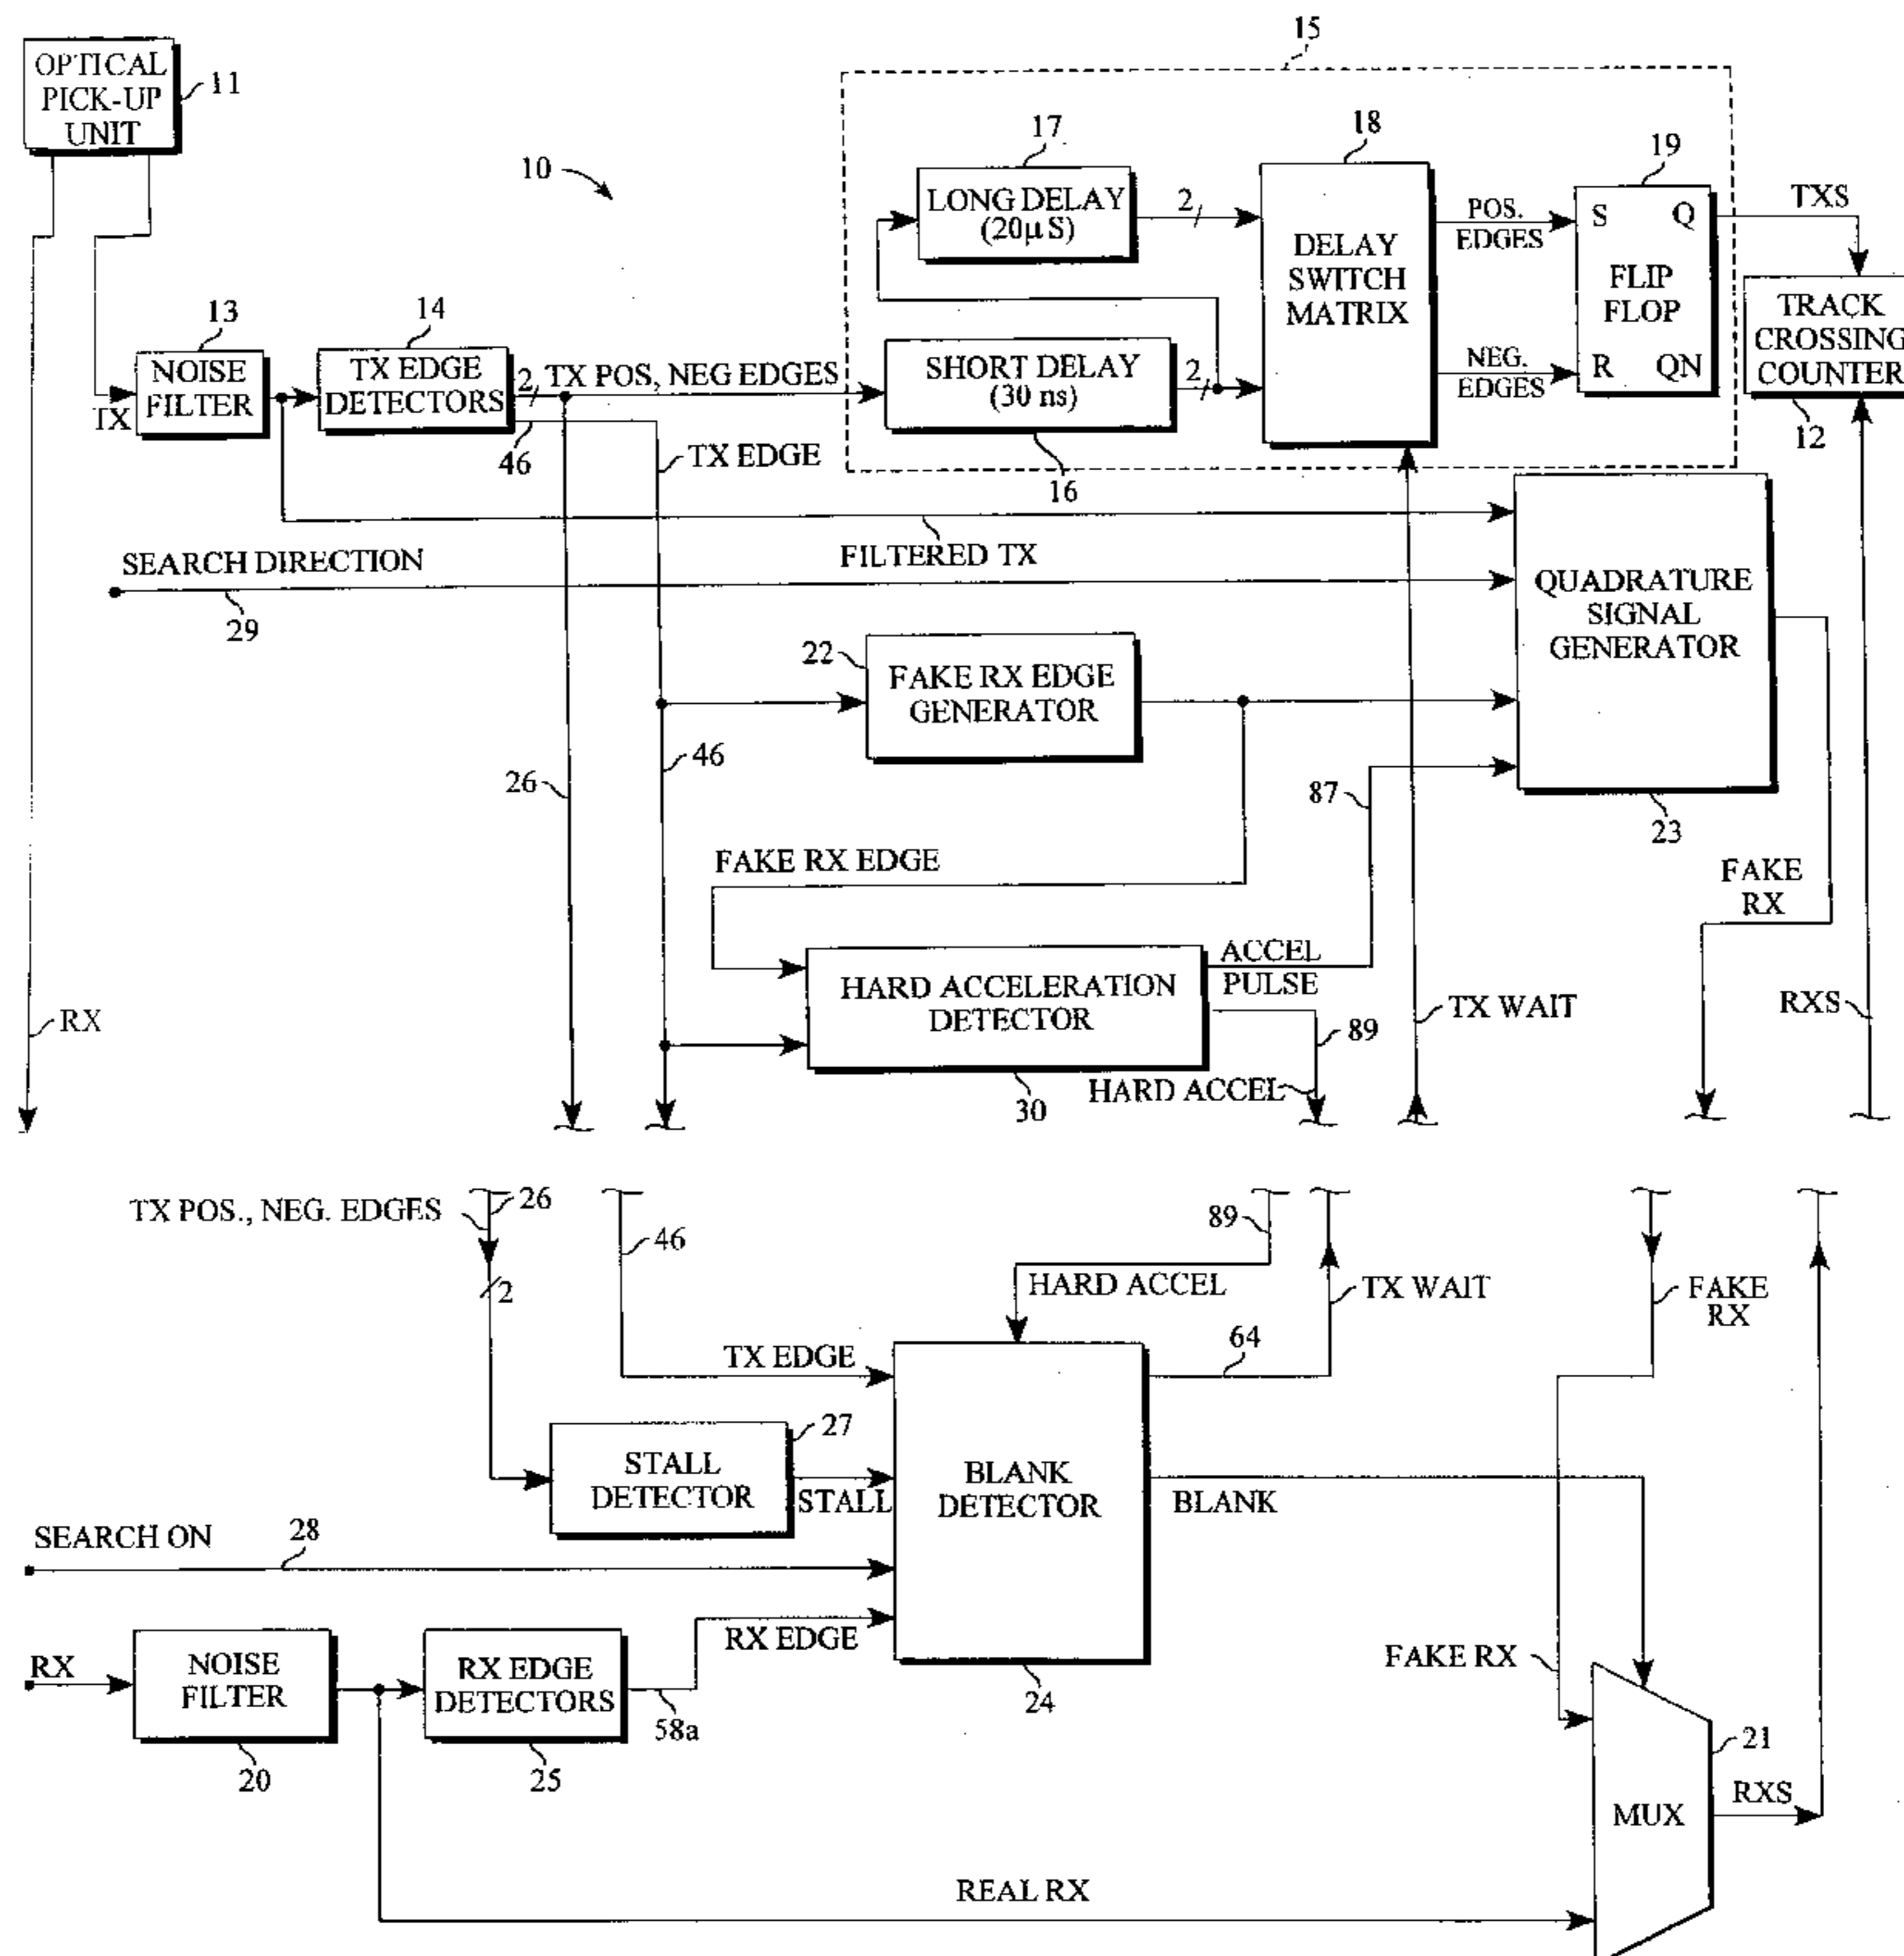 OPTICAL
PICK-UP
UNIT
11
10
15
17
LONG DELAY
(20μS)
2
18
DELAY
SWITCH
MATRIX
POS.
EDGES
NEG.
EDGES
19
S
Q
FLIP
FLOP
R
QN
TXS
TRACK
CROSSING
COUNTER
12
TX
13
NOISE
FILTER
14
TX EDGE
DETECTORS
2
TX POS, NEG EDGES
46
TX EDGE
SHORT DELAY
(30 ns)
2
16
FILTERED TX
SEARCH DIRECTION
29
QUADRATURE
SIGNAL
GENERATOR
23
22
FAKE RX EDGE
GENERATOR
26
46
87
FAKE RX EDGE
FAKE
RX
HARD ACCELERATION
DETECTOR
30
ACCEL
PULSE
89
HARD ACCEL
TX WAIT
RXS
RX
TX POS., NEG. EDGES
26
2
46
89
HARD ACCEL
TX WAIT
FAKE
RX
64
TX EDGE
27
STALL
DETECTOR
STALL
BLANK
DETECTOR
24
BLANK
SEARCH ON
28
RX EDGE
RX
NOISE
FILTER
20
RX EDGE
DETECTORS
25
58a
FAKE RX
21
MUX
RXS
REAL RX